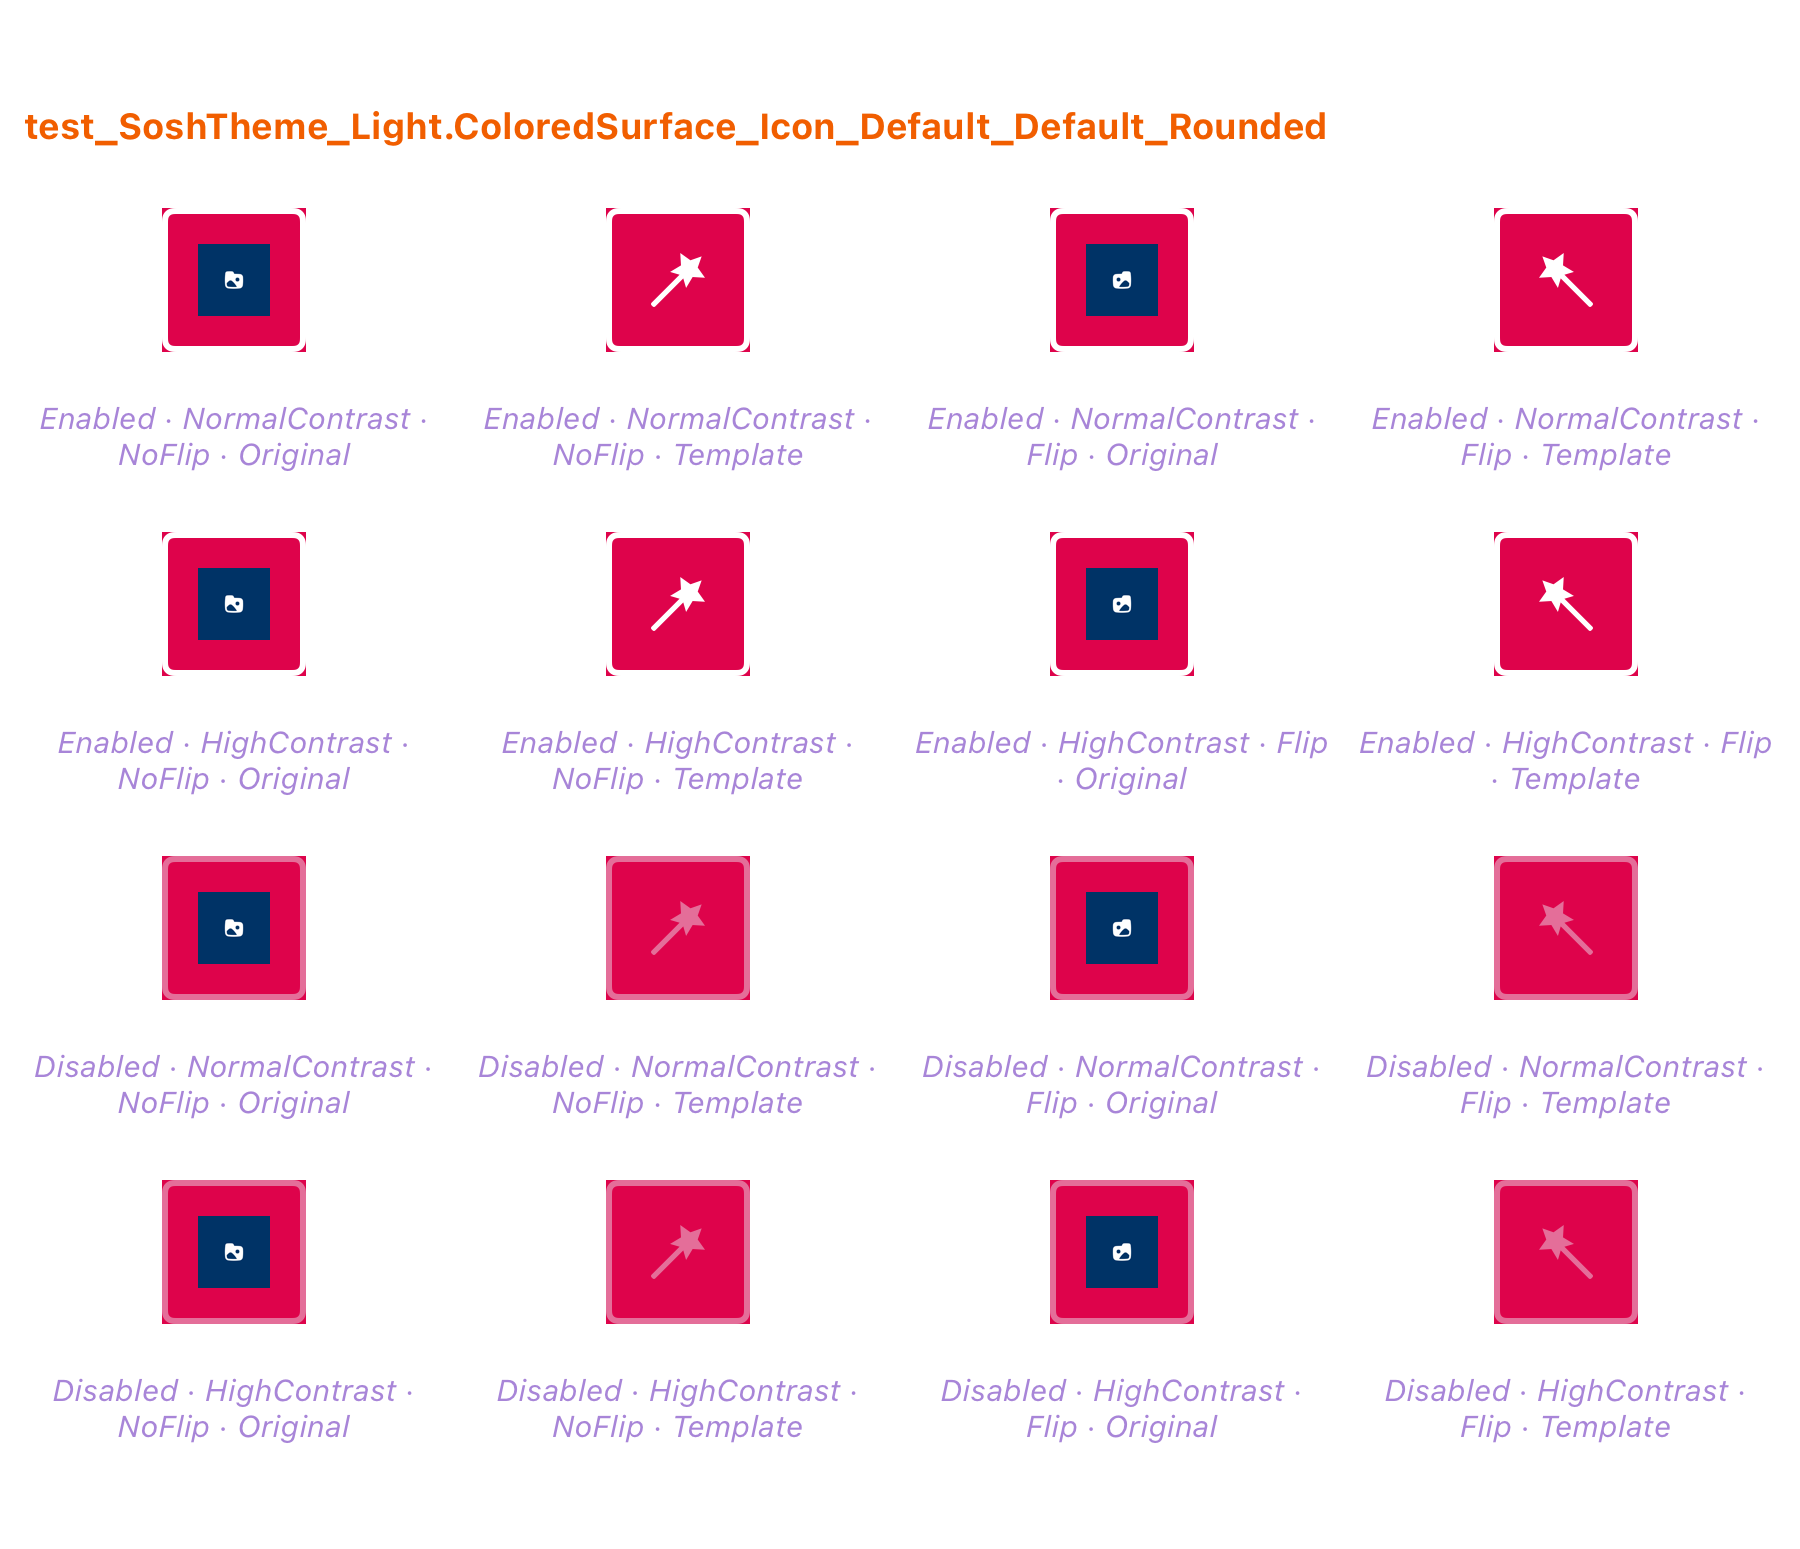 test_SoshTheme_Light.ColoredSurface_Icon_Default_Default_Rounded
Enabled · NormalContrast ·
NoFlip · Original
Enabled · NormalContrast ·
NoFlip · Template
Enabled · NormalContrast ·
Flip · Original
Enabled · NormalContrast ·
Flip · Template
Enabled · HighContrast ·
NoFlip · Original
Enabled · HighContrast ·
NoFlip · Template
Enabled · HighContrast · Flip
· Original
Enabled · HighContrast · Flip
· Template
Disabled · NormalContrast ·
NoFlip · Original
Disabled · NormalContrast ·
NoFlip · Template
Disabled · NormalContrast ·
Flip · Original
Disabled · NormalContrast ·
Flip · Template
Disabled · HighContrast ·
NoFlip · Original
Disabled · HighContrast ·
NoFlip · Template
Disabled · HighContrast ·
Flip · Original
Disabled · HighContrast ·
Flip · Template